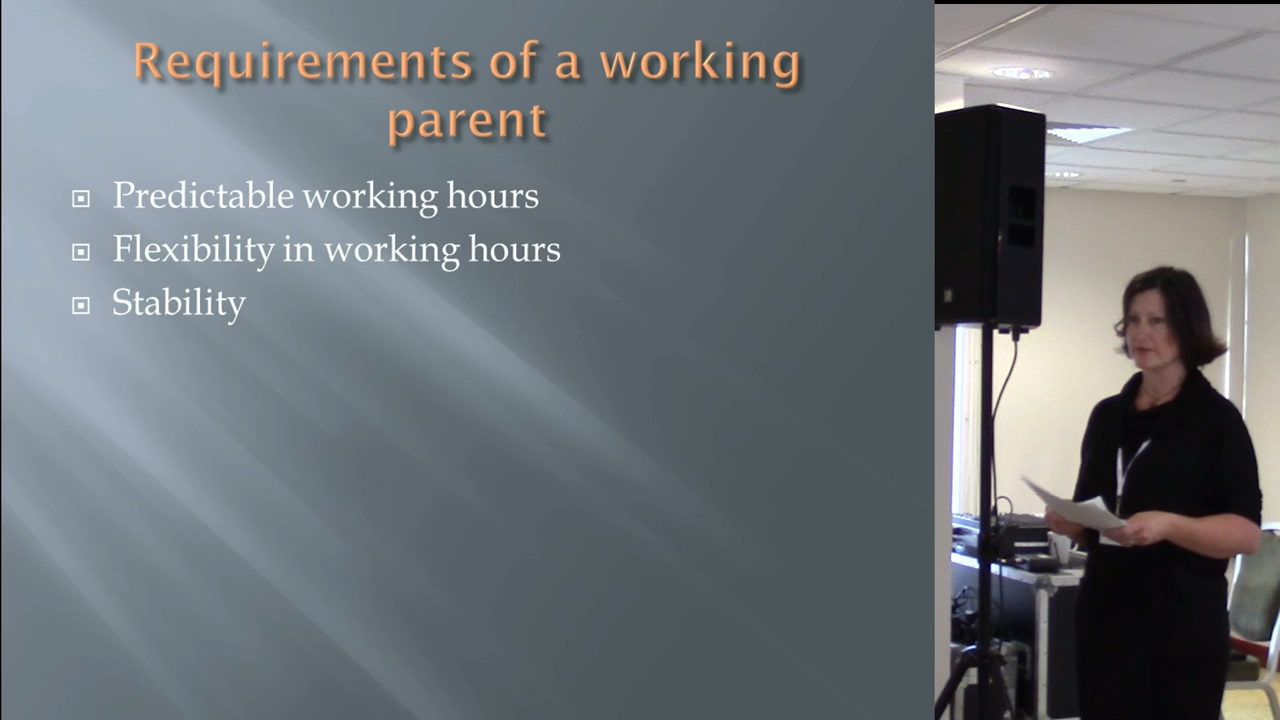 Requirements of a working
parent
Predictable working hours
Flexibility in working hours
Stability